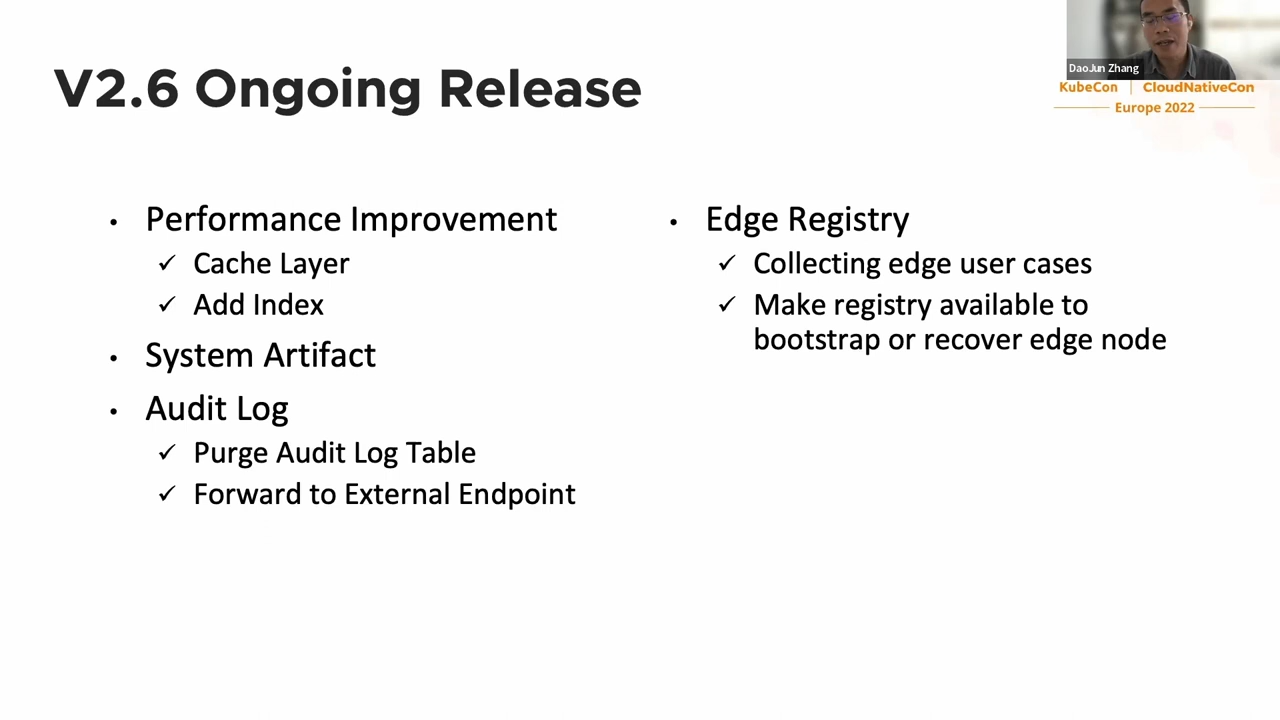 DaoJun Zhang
KubeCon | CloudNativeCon
Europe 2022
V2.6 Ongoing Release
• Performance Improvement
✓ Cache Layer
✓ Add Index
• System Artifact
• Audit Log
✓ Purge Audit Log Table
✓ Forward to External Endpoint
• Edge Registry
✓ Collecting edge user cases
✓ Make registry available to
bootstrap or recover edge node